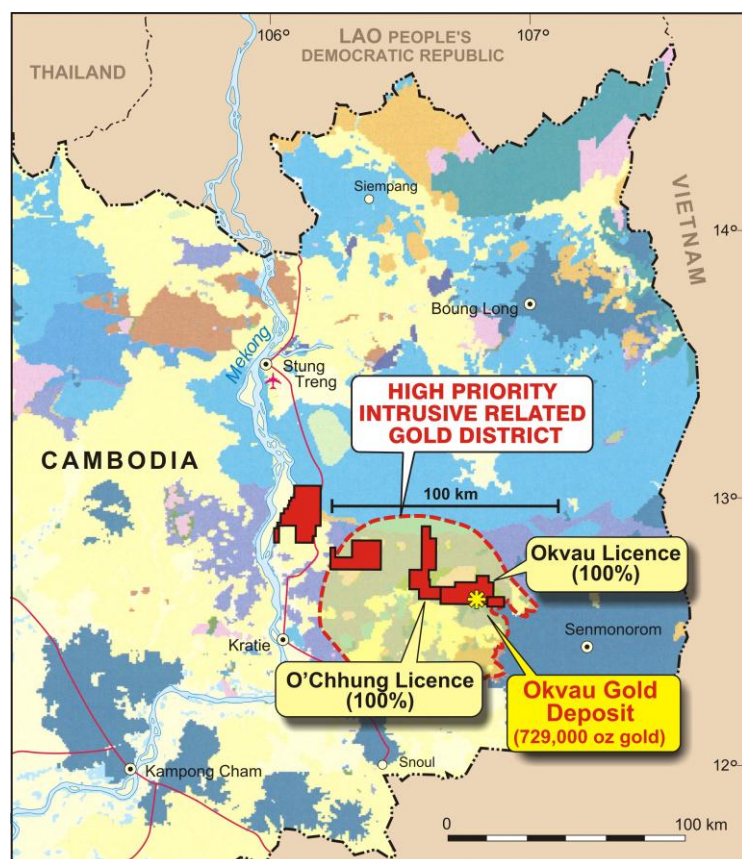 106°
107°
LAO PEOPLE'S
DEMOCRATIC REPUBLIC
THAILAND
Siempang
14°
VIETNAM
Boung Long
Mekong
Stung
Treng
HIGH PRIORITY
INTRUSIVE RELATED
GOLD DISTRICT
CAMBODIA
100 km
13°
Okvau Licence
(100%)
Kratie
Senmonorom
O'Chhung Licence
(100%)
Okvau Gold
Deposit
(729,000 oz gold)
Snoul
Kampong Cham
12°
0
100 km